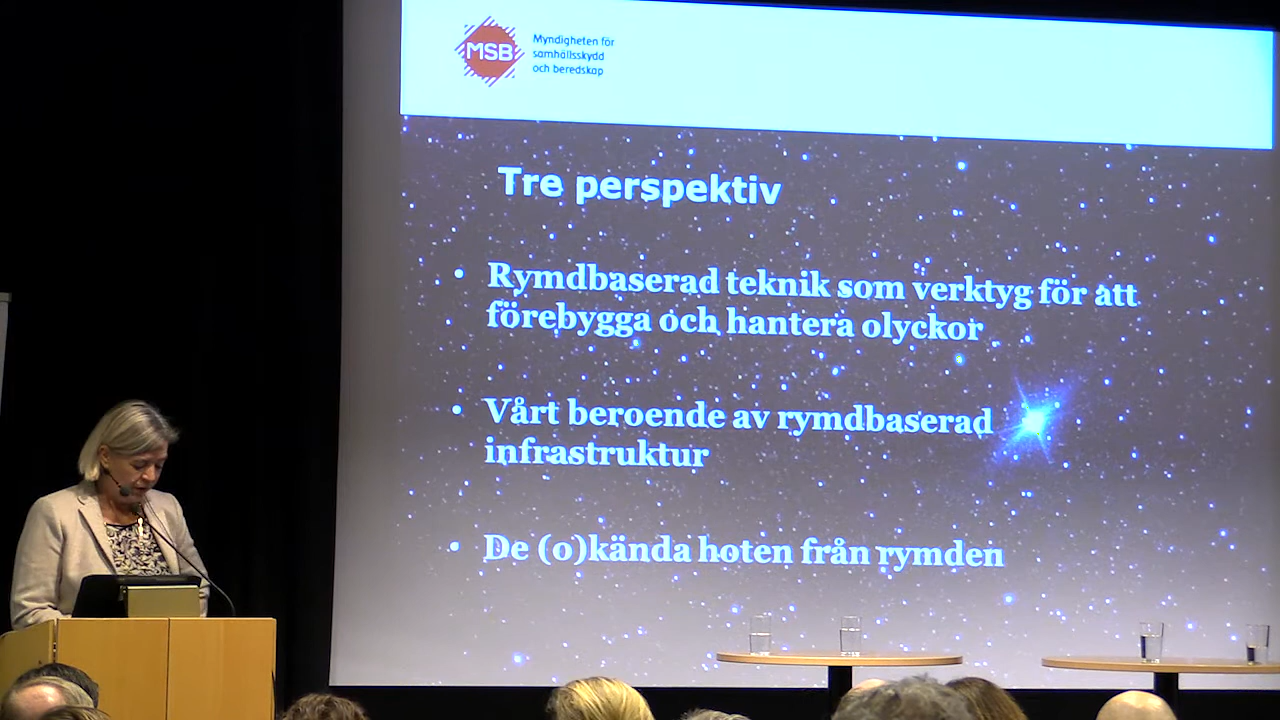 MSB
Myndigheten för
samhällsskydd
och beredskap
Tre perspektiv
• Rymdbaserad teknik som verktyg för att
förebygga och hantera olyckor
• Vårt beroende av rymdbaserad
infrastruktur
• De (o)kända hoten från rymden